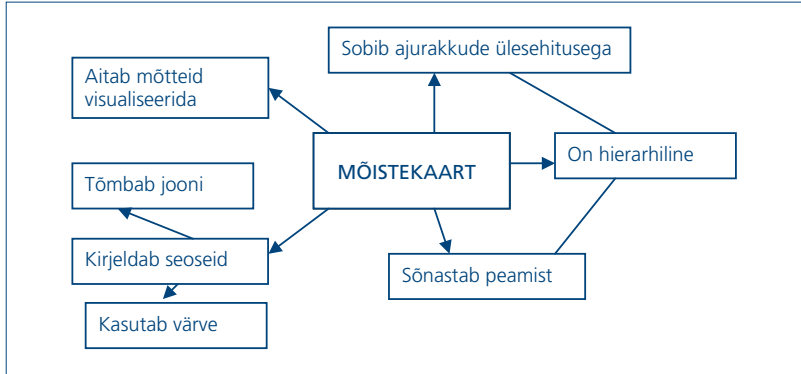 Sobib ajurakkude ülesehitusega
Aitab mõtteid
visualiseerida
MÕISTEKAART
On hierarhiline
Tõmbab jooni
Kirjeldab seoseid
Sõnastab peamist
Kasutab värve